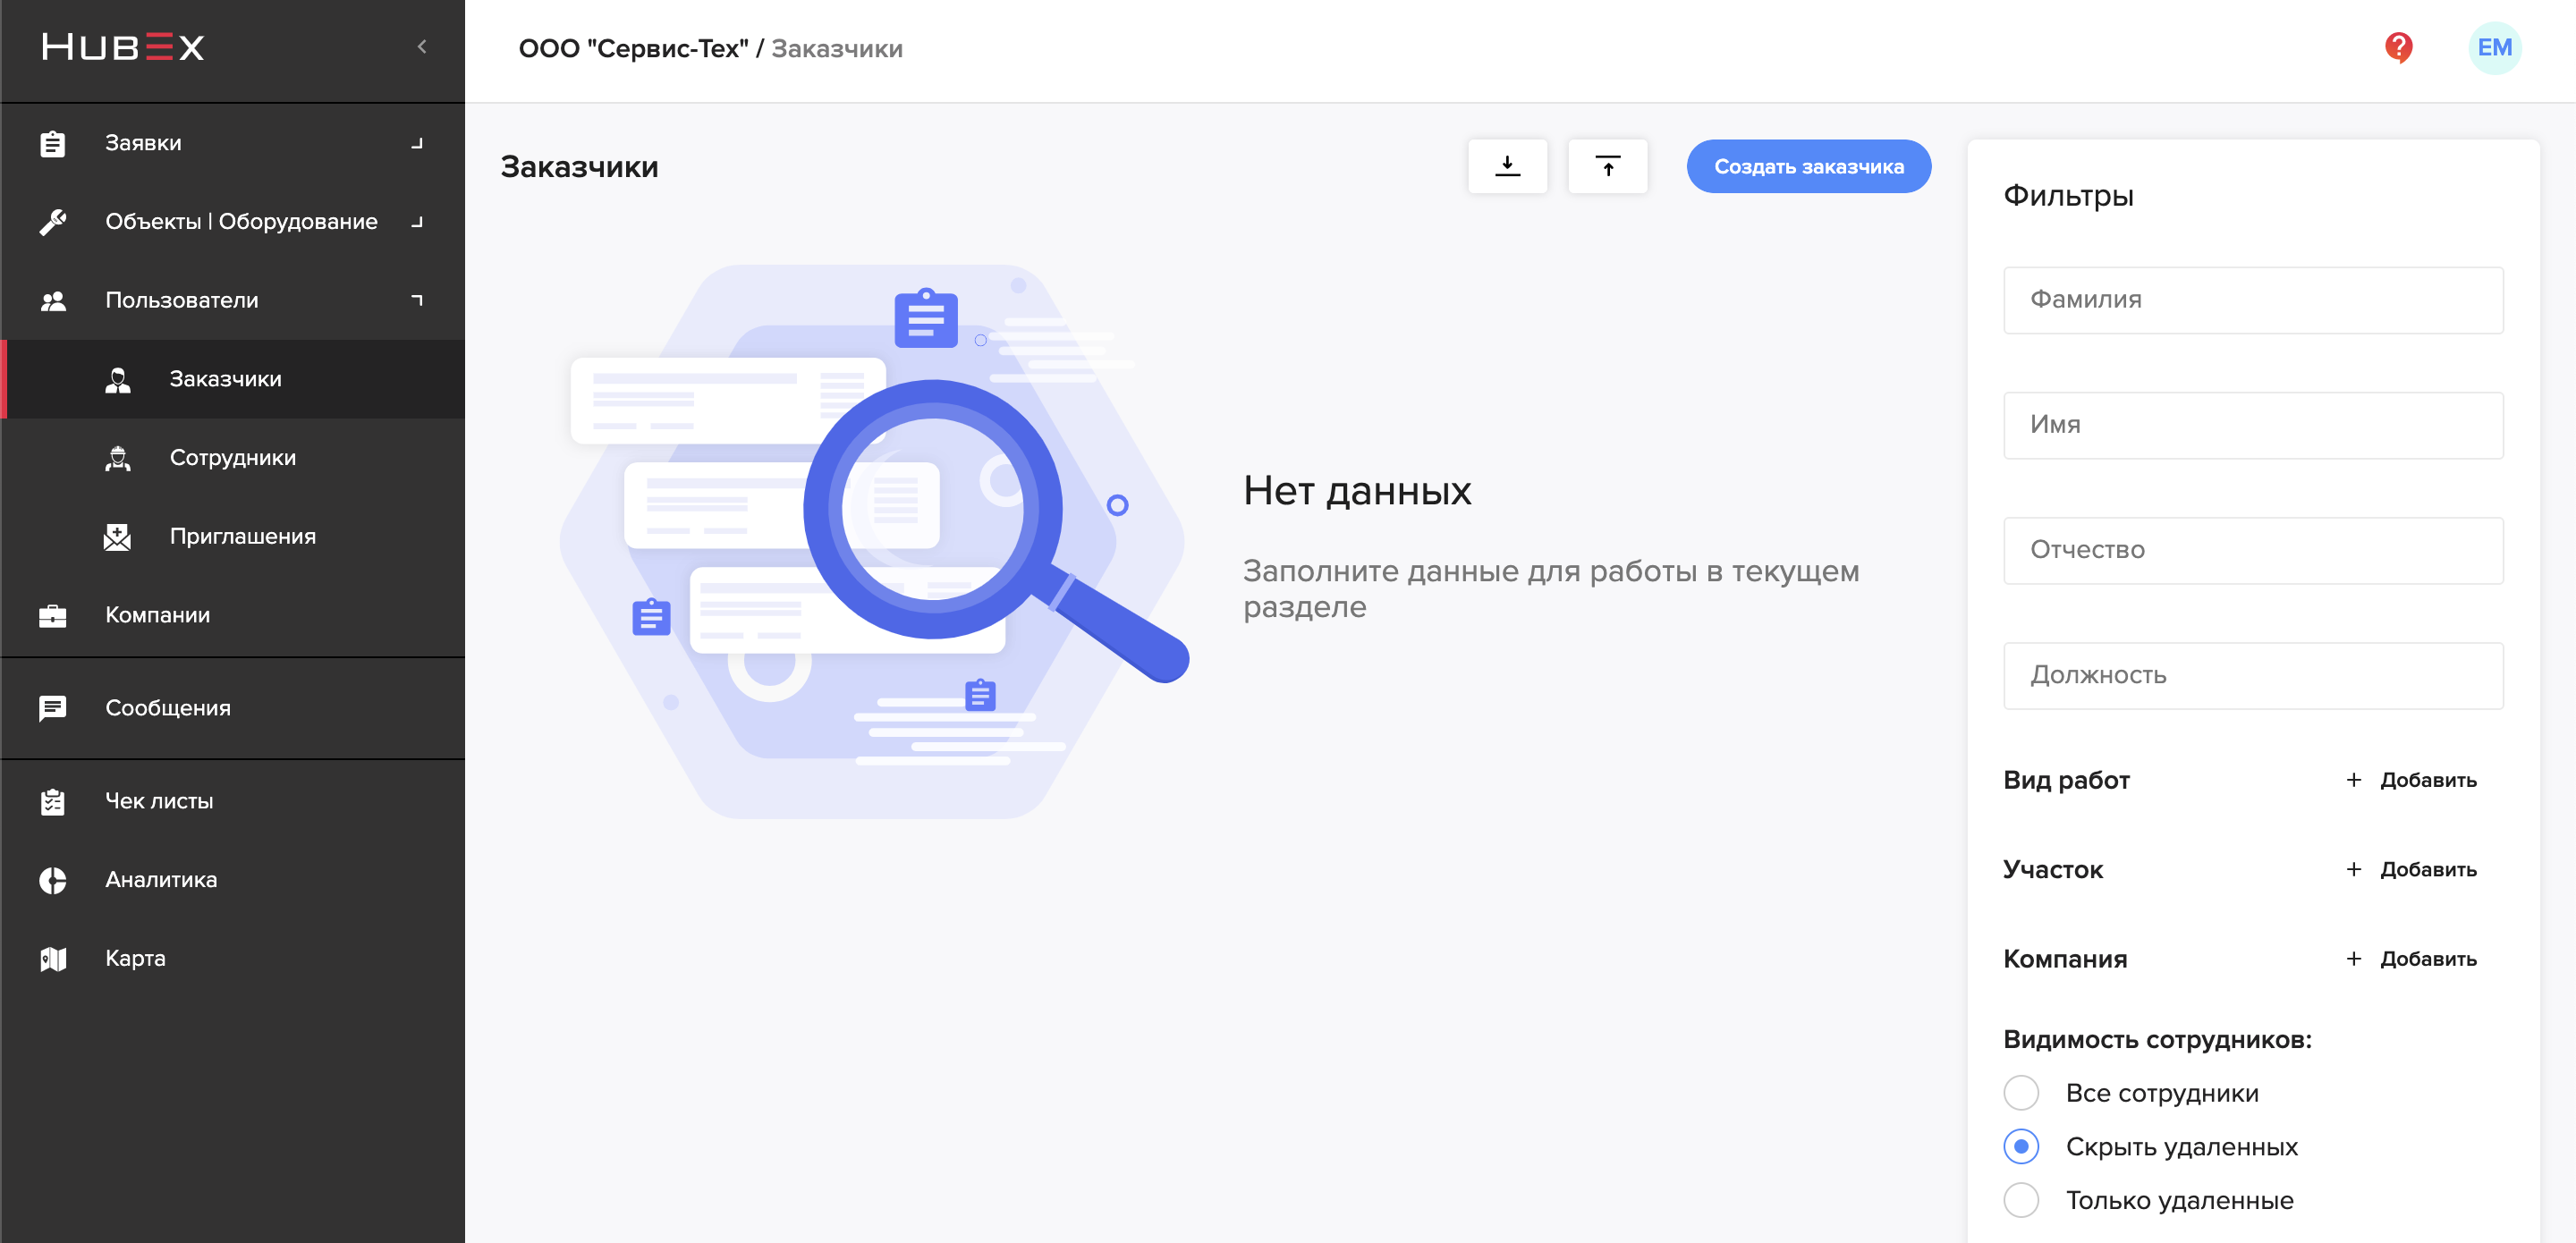 HUBEX
ООО "Сервис-Тех" / Заказчики
ЕМ
Заявки
Объекты | Оборудование
Пользователи
Заказчики
Сотрудники
Приглашения
Компании
Сообщения
Чек листы
Аналитика
Карта
Заказчики
Создать заказчика
Нет данных
Заполните данные для работы в текущем
разделе
Фильтры
Фамилия
Имя
Отчество
Должность
Вид работ + Добавить
Участок + Добавить
Компания + Добавить
Видимость сотрудников:
Все сотрудники
Скрыть удаленных
Только удаленные